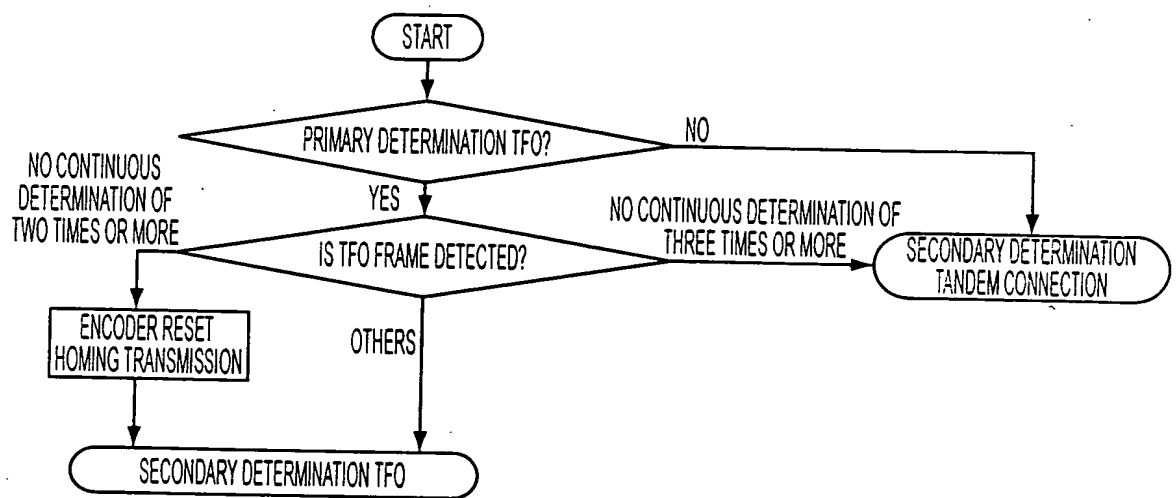 START
PRIMARY DETERMINATION TFO?
NO
YES
NO CONTINUOUS
DETERMINATION OF
TWO TIMES OR MORE
IS TFO FRAME DETECTED?
NO CONTINUOUS DETERMINATION OF
THREE TIMES OR MORE
SECONDARY DETERMINATION
TANDEM CONNECTION
ENCODER RESET
HOMING TRANSMISSION
OTHERS
SECONDARY DETERMINATION TFO